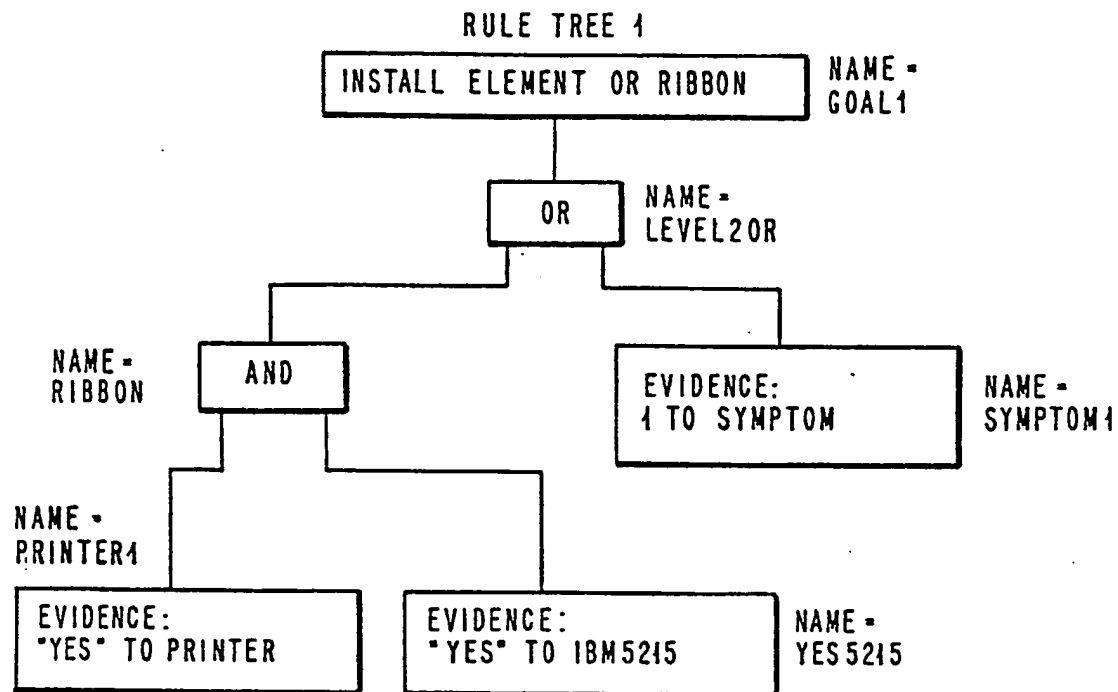 RULE TREE 1
INSTALL ELEMENT OR RIBBON
NAME =
GOAL1
OR
NAME =
LEVEL2OR
NAME =
RIBBON
AND
EVIDENCE:
1 TO SYMPTOM
NAME =
SYMPTOM1
NAME =
PRINTER1
EVIDENCE:
"YES" TO PRINTER
EVIDENCE:
"YES" TO IBM5215
NAME =
YES5215